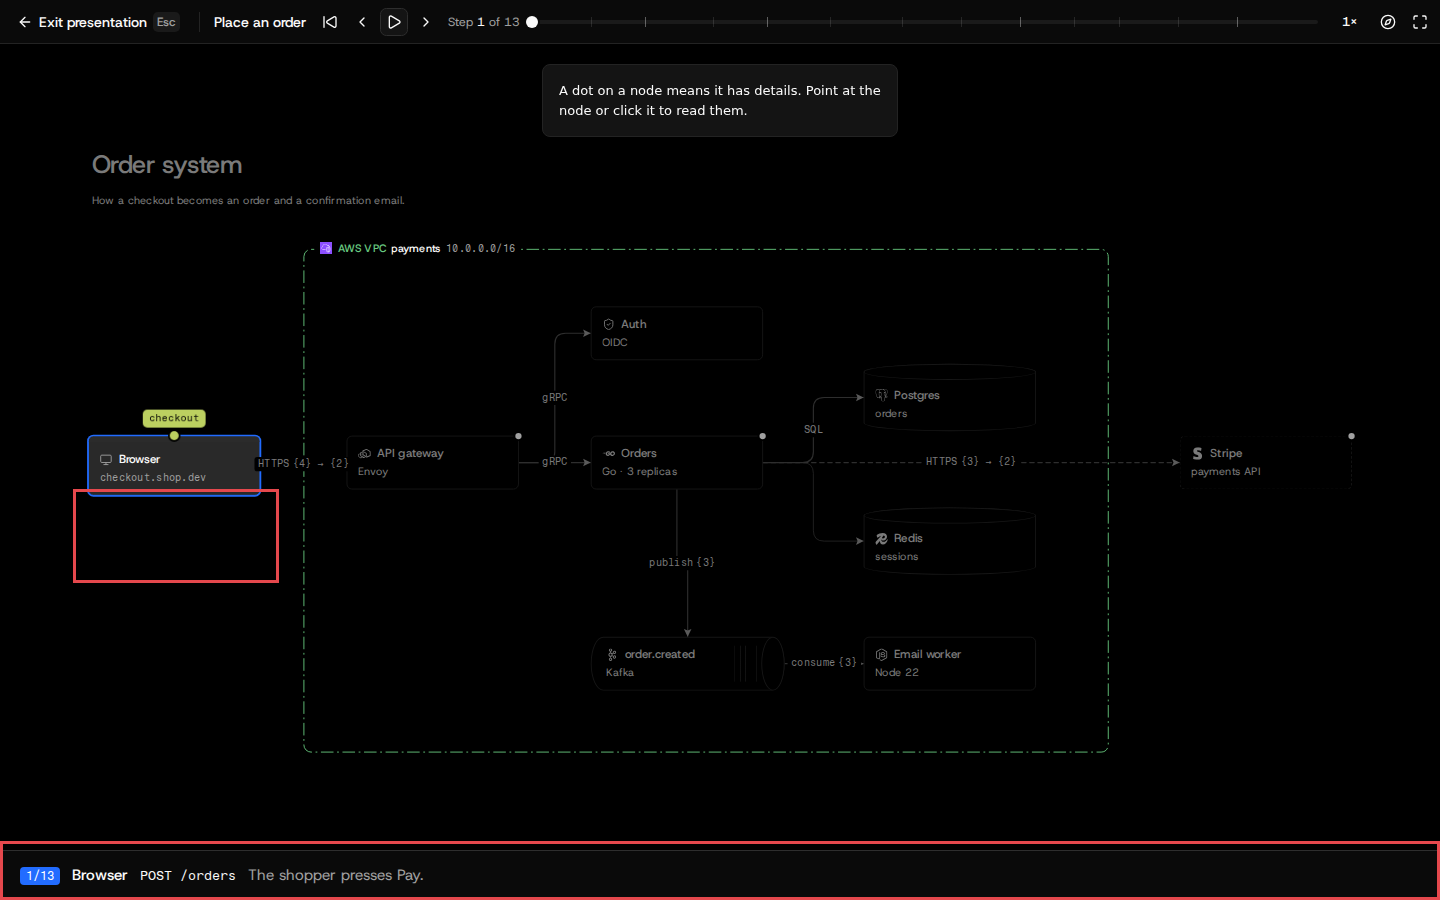 Exit presentation Esc
Place an order
Step 1 of 13
1×
A dot on a node means it has details. Point at the
node or click it to read them.
Order system
How a checkout becomes an order and a confirmation email.
AWS VPC payments 10.0.0.0/16
Auth
OIDC
gRPC
Postgres
orders
checkout
SQL
Browser
checkout.shop.dev
HTTPS {4} → {2}
API gateway
Envoy
gRPC
Orders
Go · 3 replicas
HTTPS {3} → {2}
Stripe
payments API
Redis
sessions
publish {3}
order.created
Kafka
consume {3}
Email worker
Node 22
1/13 Browser POST /orders The shopper presses Pay.